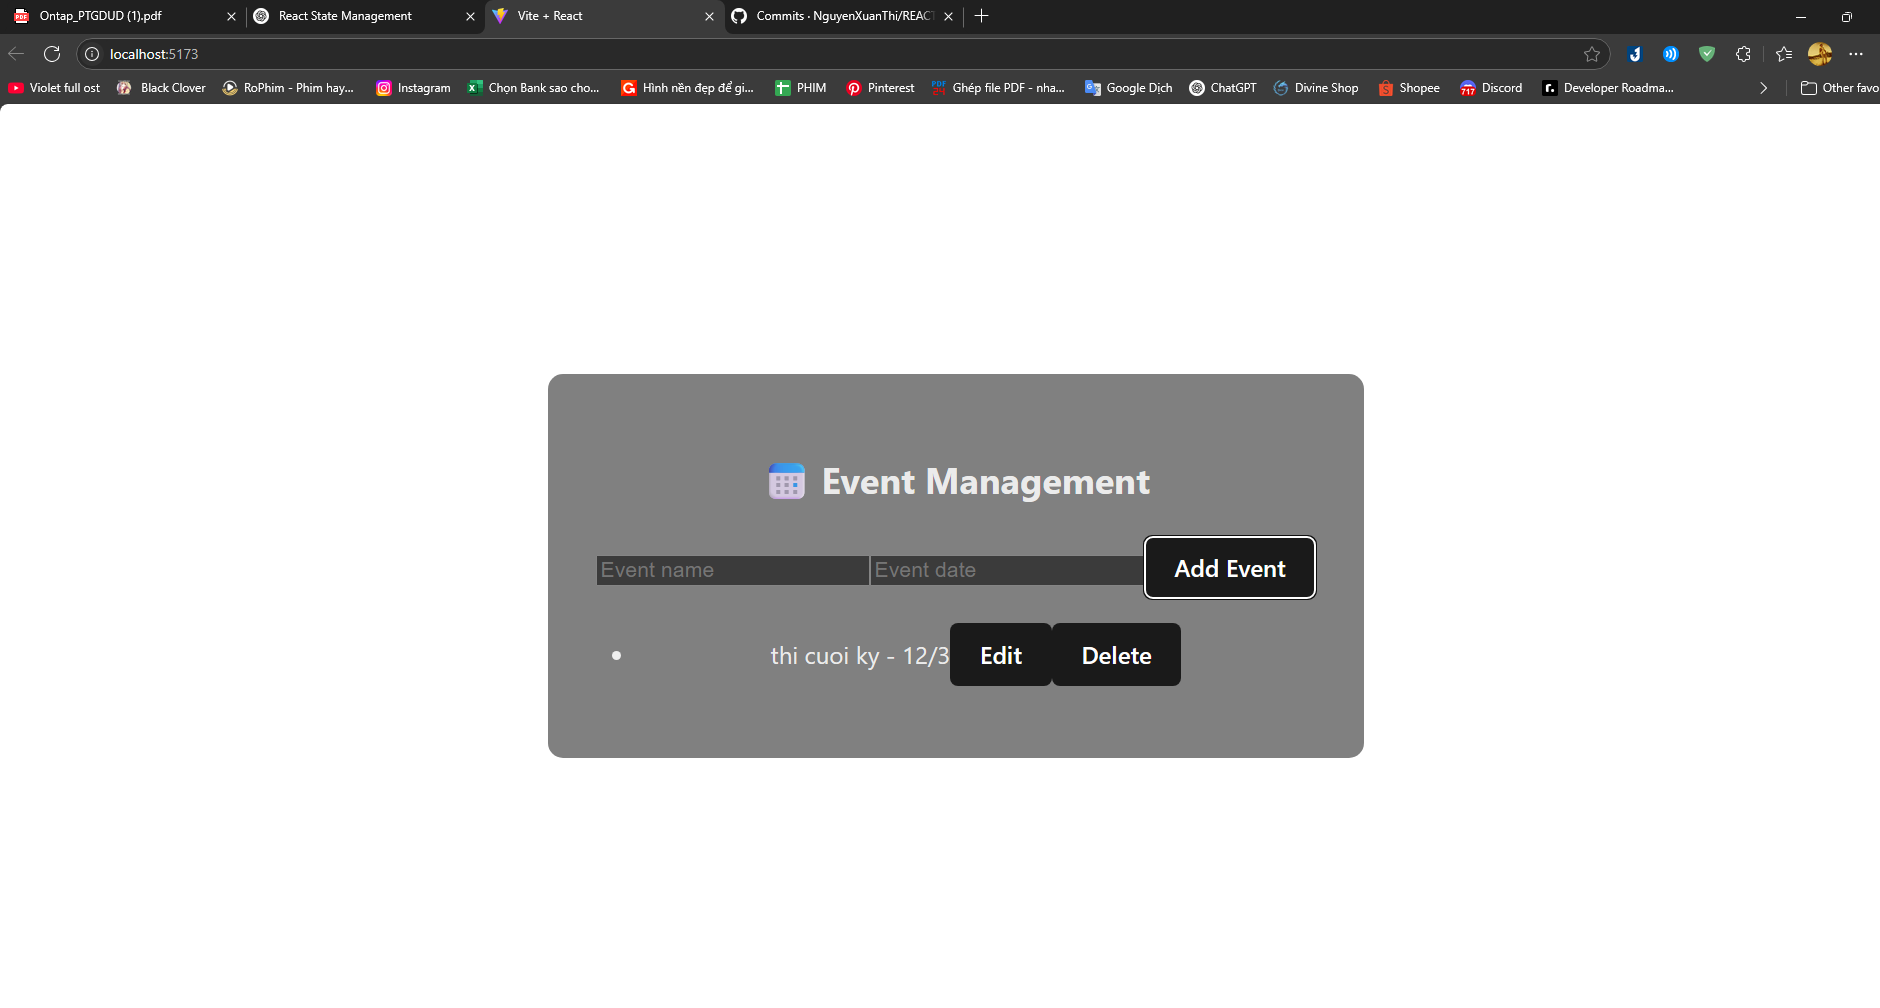 Ontap_PTGDUD (1).pdf
React State Management
Vite + React
Commits · NguyenXuanThi/REACT
localhost:5173
Violet full ost
Black Clover
RoPhim - Phim hay...
Instagram
Chọn Bank sao cho...
Hình nền đẹp để gi...
PHIM
Pinterest
Ghép file PDF - nha...
Google Dịch
ChatGPT
Divine Shop
Shopee
Discord
Developer Roadma...
Other favo
Event Management
Event name
Event date
Add Event
thi cuoi ky - 12/3
Edit
Delete